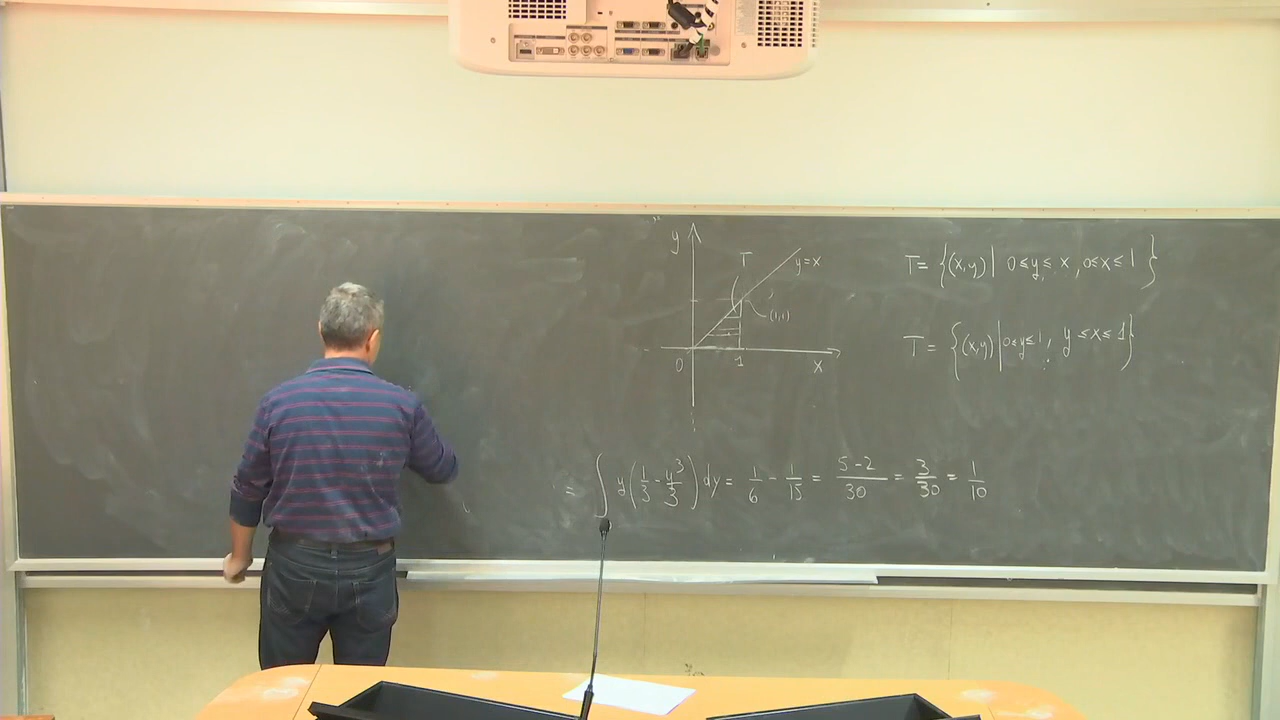 y
T
y=x
(1,1)
0
1
x
T= {(x,y) | 0≤y≤x, 0≤x≤1}
T= {(x,y) | 0≤y≤1, y≤x≤1}
= ∫ y(1/3 - y³/3) dy = 1/6 - 1/15 = 5-2/30 = 3/30 = 1/10